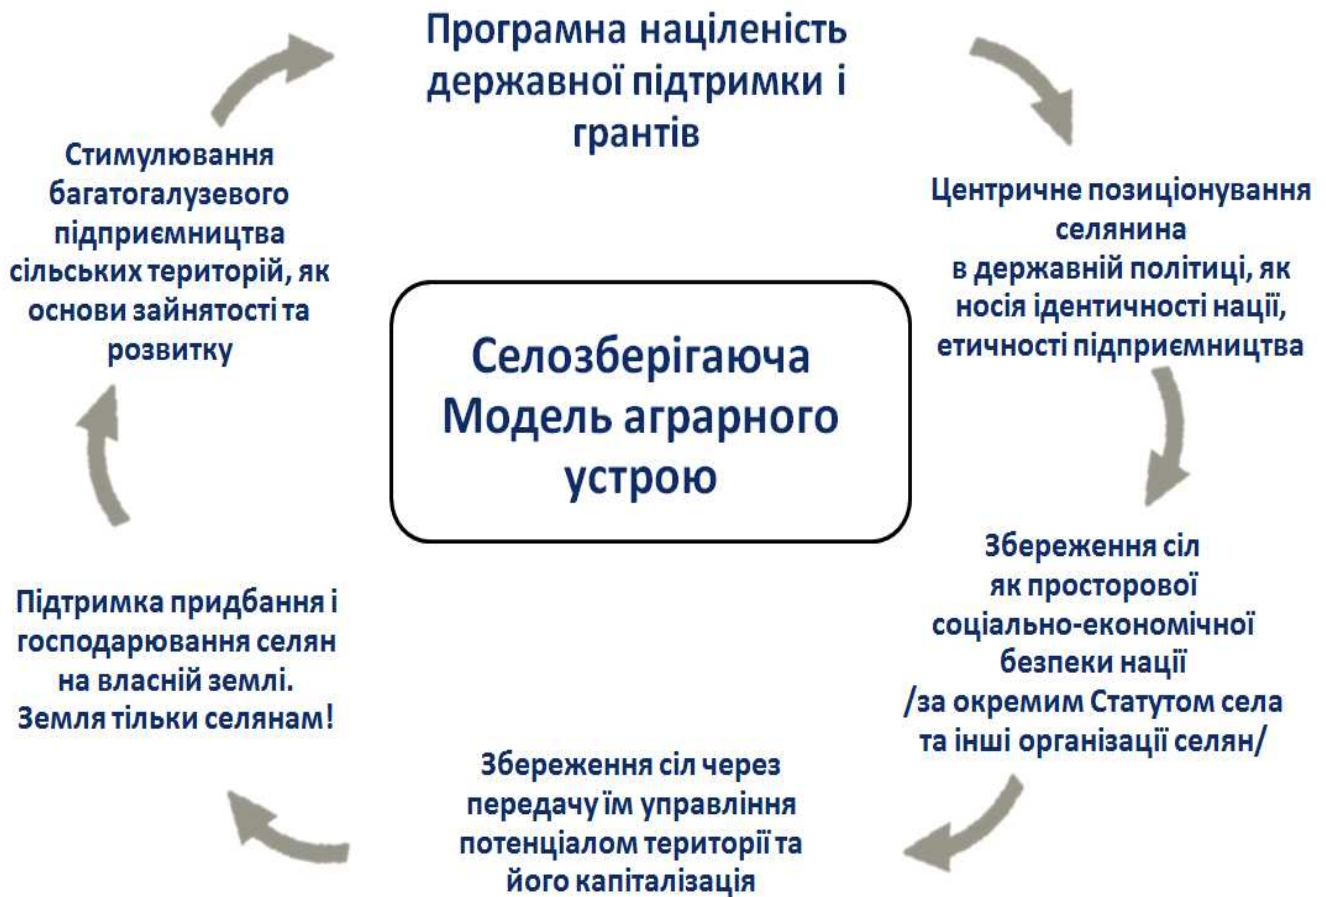 Програмна націленість
державної підтримки і
грантів
Центричне позиціонування
селянина
в державній політиці, як
носія ідентичності нації,
етичності підприємництва
Збереження сіл
як просторової
соціально-економічної
безпеки нації
/за окремим Статутом села
та інші організації селян/
Збереження сіл через
передачу їм управління
потенціалом території та
його капіталізація
Підтримка придбання і
господарювання селян
на власній землі.
Земля тільки селянам!
Стимулювання
багатогалузевого
підприємництва
сільських територій, як
основи зайнятості та
розвитку
Селозберігаюча
Модель аграрного
устрою